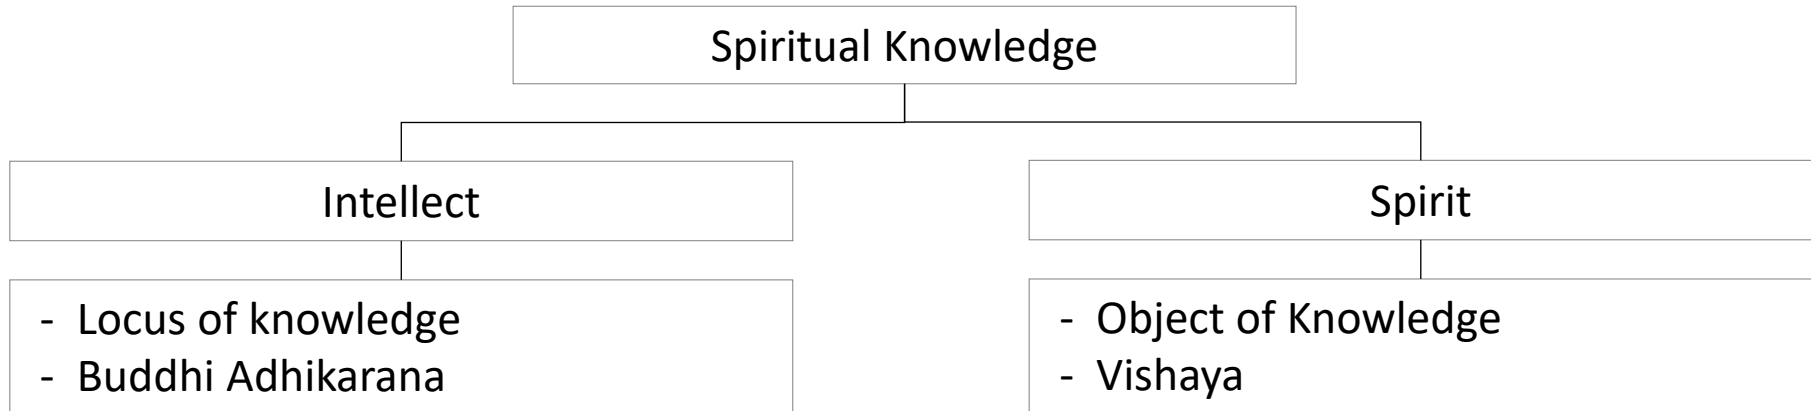 Spiritual Knowledge
Intellect
Spirit
- Locus of knowledge
- Buddhi Adhikarana
- Object of Knowledge
- Vishaya